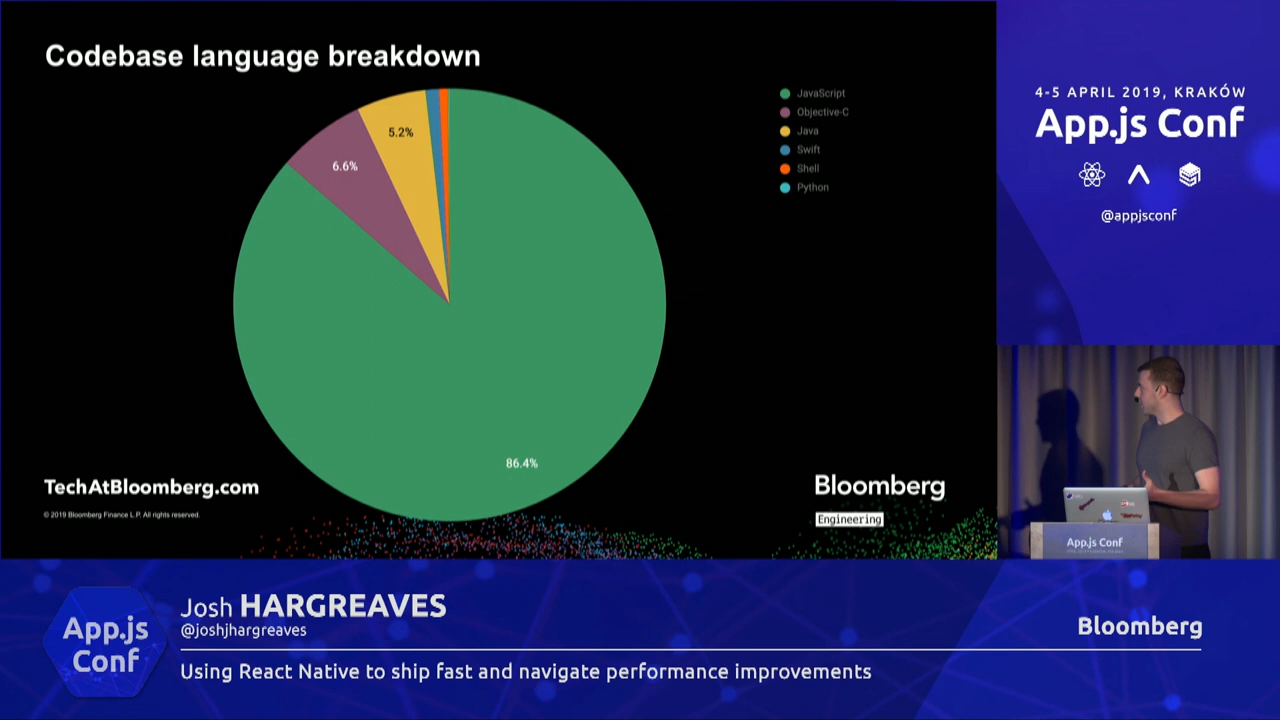 Codebase language breakdown
5.2%
6.6%
86.4%
JavaScript
Objective-C
Java
Swift
Shell
Python
TechAtBloomberg.com
© 2019 Bloomberg Finance L.P. All rights reserved.
Bloomberg
Engineering
4-5 APRIL 2019, KRAKÓW
App.js Conf
@appjsconf
App.js Conf
App.js
Conf
Josh HARGREAVES
@joshjhargreaves
Bloomberg
Using React Native to ship fast and navigate performance improvements